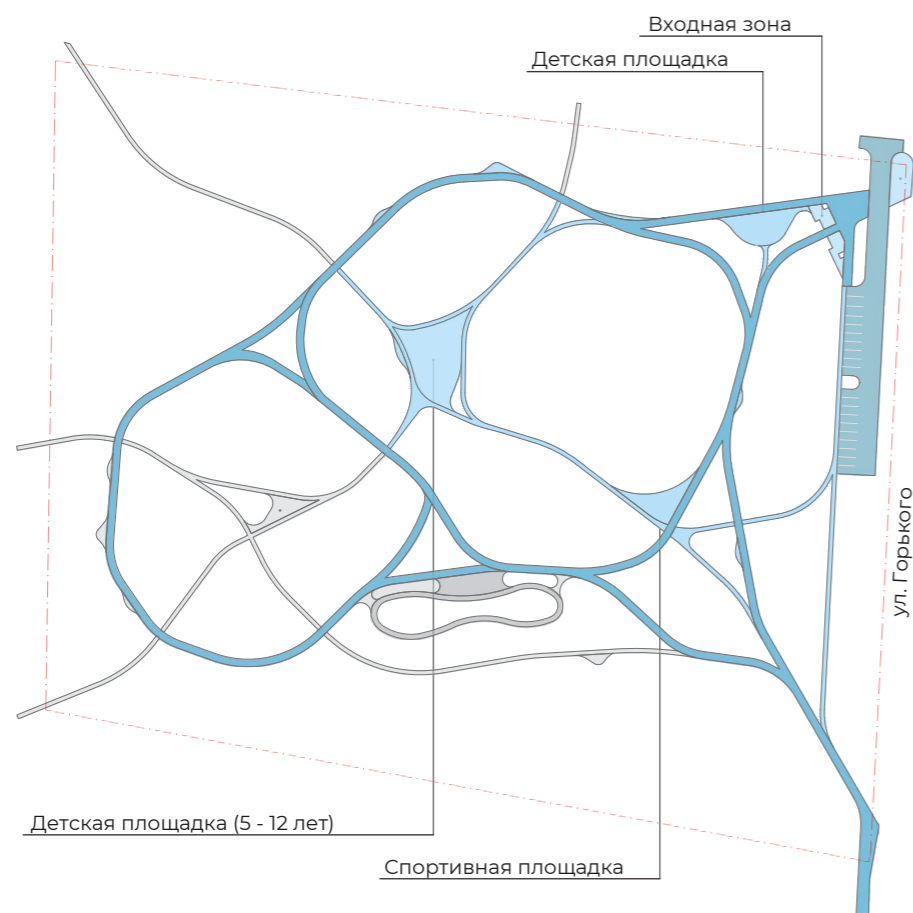 Входная зона
Детская площадка
ул. Горького
Детская площадка (5 - 12 лет)
Спортивная площадка